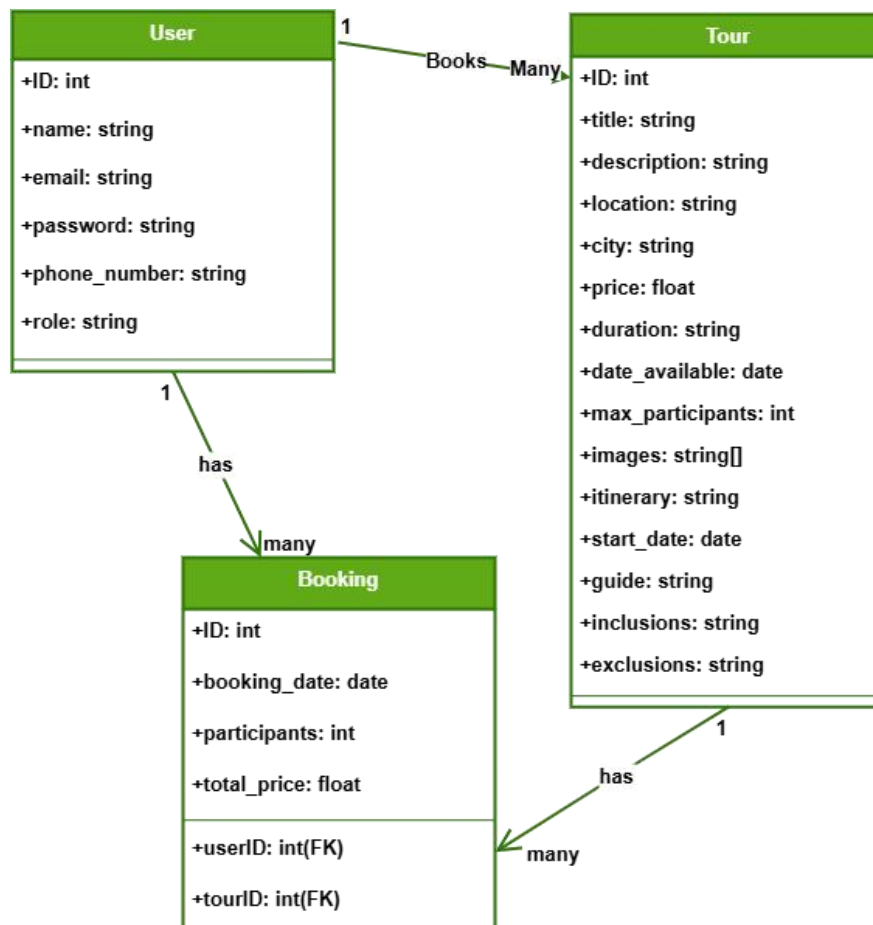 User
+ID: int
+name: string
+email: string
+password: string
+phone_number: string
+role: string
1
Books
Many
Tour
+ID: int
+title: string
+description: string
+location: string
+city: string
+price: float
+duration: string
+date_available: date
+max_participants: int
+images: string[]
+itinerary: string
+start_date: date
+guide: string
+inclusions: string
+exclusions: string
1
has
many
Booking
+ID: int
+booking_date: date
+participants: int
+total_price: float
+userID: int(FK)
+tourID: int(FK)
1
has
many